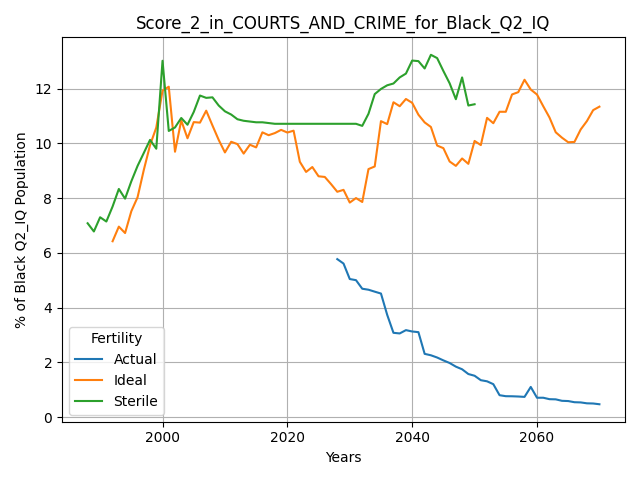 Score_2_in_COURTS_AND_CRIME_for_Black_Q2_IQ
% of Black Q2_IQ Population
12
10
8
6
4
2
0
Fertility
Actual
Ideal
Sterile
2000 2020 2040 2060
Years